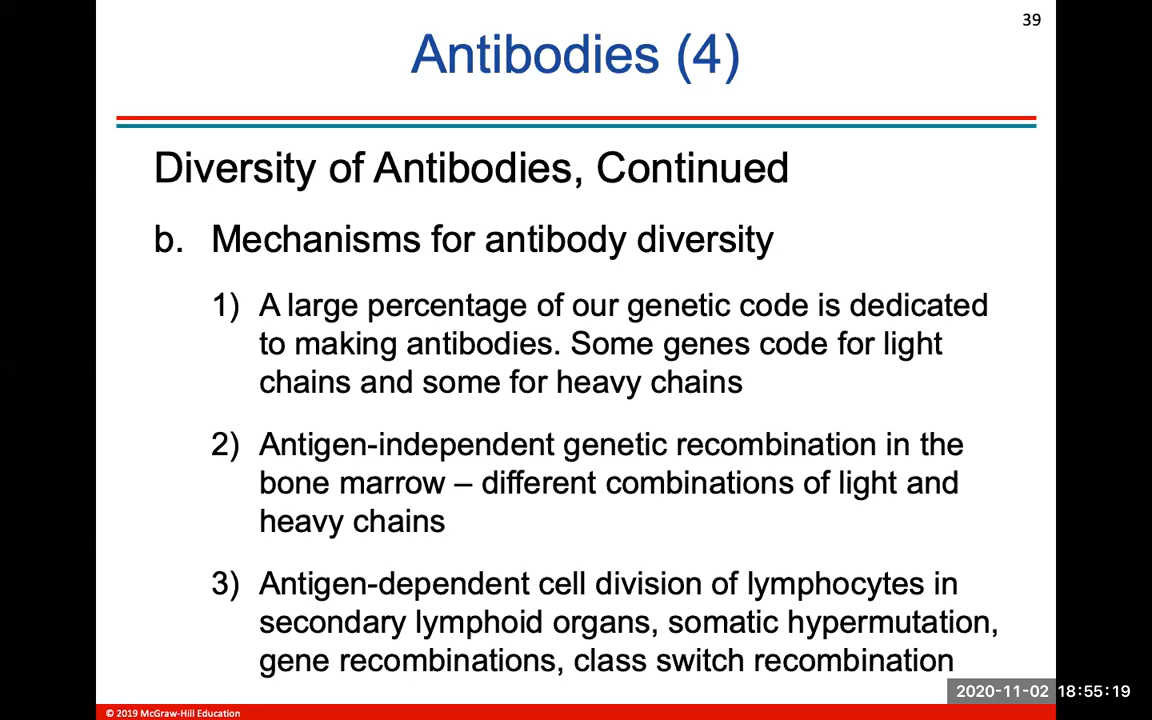 39
Antibodies (4)
Diversity of Antibodies, Continued
b. Mechanisms for antibody diversity
1) A large percentage of our genetic code is dedicated
to making antibodies. Some genes code for light
chains and some for heavy chains
2) Antigen-independent genetic recombination in the
bone marrow – different combinations of light and
heavy chains
3) Antigen-dependent cell division of lymphocytes in
secondary lymphoid organs, somatic hypermutation,
gene recombinations, class switch recombination
2020-11-02 18:55:19
© 2019 McGraw-Hill Education